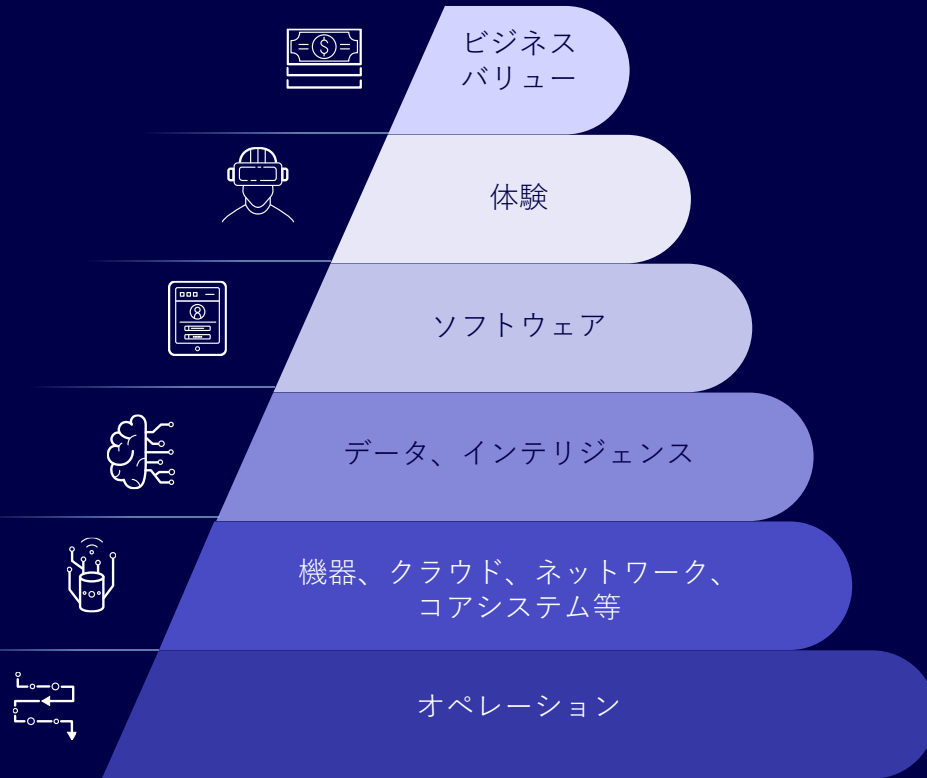 ビジネス
バリュー
体験
ソフトウェア
データ、インテリジェンス
機器、クラウド、ネットワーク、
コアシステム等
オペレーション